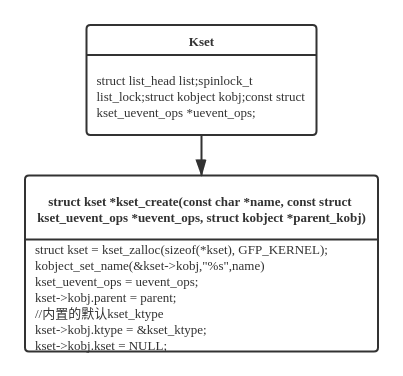 Kset
struct list_head list;spinlock_t
list_lock;struct kobject kobj;const struct
kset_uevent_ops *uevent_ops;
struct kset *kset_create(const char *name, const struct
kset_uevent_ops *uevent_ops, struct kobject *parent_kobj)
struct kset = kset_zalloc(sizeof(*kset), GFP_KERNEL);
kobject_set_name(&kset->kobj,"%s",name)
kset_uevent_ops = uevent_ops;
kset->kobj.parent = parent;
//内置的默认kset_ktype
kset->kobj.ktype = &kset_ktype;
kset->kobj.kset = NULL;